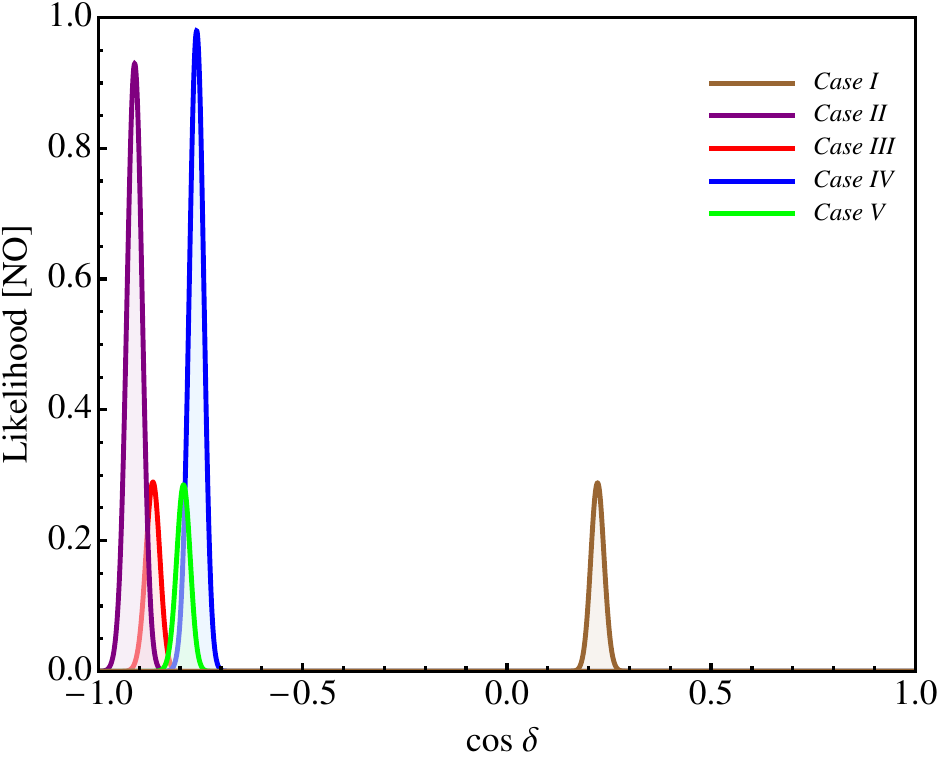 1.0
0.8
0.6
0.4
0.2
0.0
Likelihood [NO]
Case I
Case II
Case III
Case IV
Case V
−1.0 −0.5 0.0 0.5 1.0
cos δ